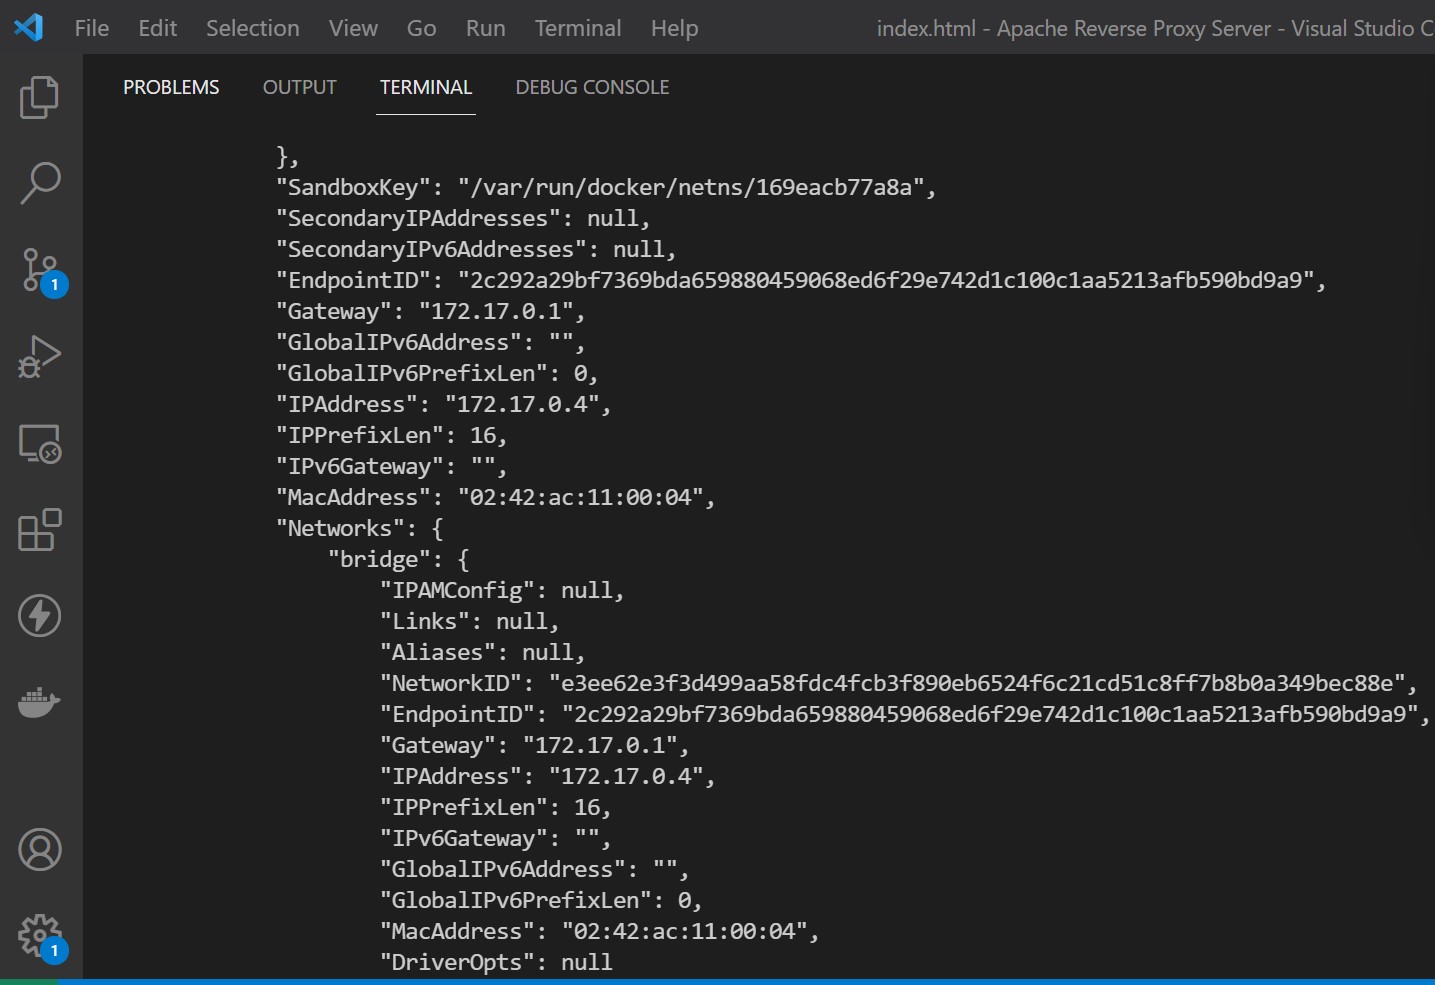 File Edit Selection View Go Run Terminal Help index.html - Apache Reverse Proxy Server - Visual Studio C
PROBLEMS OUTPUT TERMINAL DEBUG CONSOLE
},
"SandboxKey": "/var/run/docker/netns/169eacb77a8a",
"SecondaryIPAddresses": null,
"SecondaryIPv6Addresses": null,
"EndpointID": "2c292a29bf7369bda659880459068ed6f29e742d1c100c1aa5213afb590bd9a9",
"Gateway": "172.17.0.1",
"GlobalIPv6Address": "",
"GlobalIPv6PrefixLen": 0,
"IPAddress": "172.17.0.4",
"IPPrefixLen": 16,
"IPv6Gateway": "",
"MacAddress": "02:42:ac:11:00:04",
"Networks": {
"bridge": {
"IPAMConfig": null,
"Links": null,
"Aliases": null,
"NetworkID": "e3ee62e3f3d499aa58fdc4fcb3f890eb6524f6c21cd51c8ff7b8b0a349bec88e",
"EndpointID": "2c292a29bf7369bda659880459068ed6f29e742d1c100c1aa5213afb590bd9a9",
"Gateway": "172.17.0.1",
"IPAddress": "172.17.0.4",
"IPPrefixLen": 16,
"IPv6Gateway": "",
"GlobalIPv6Address": "",
"GlobalIPv6PrefixLen": 0,
"MacAddress": "02:42:ac:11:00:04",
"DriverOpts": null
1
1